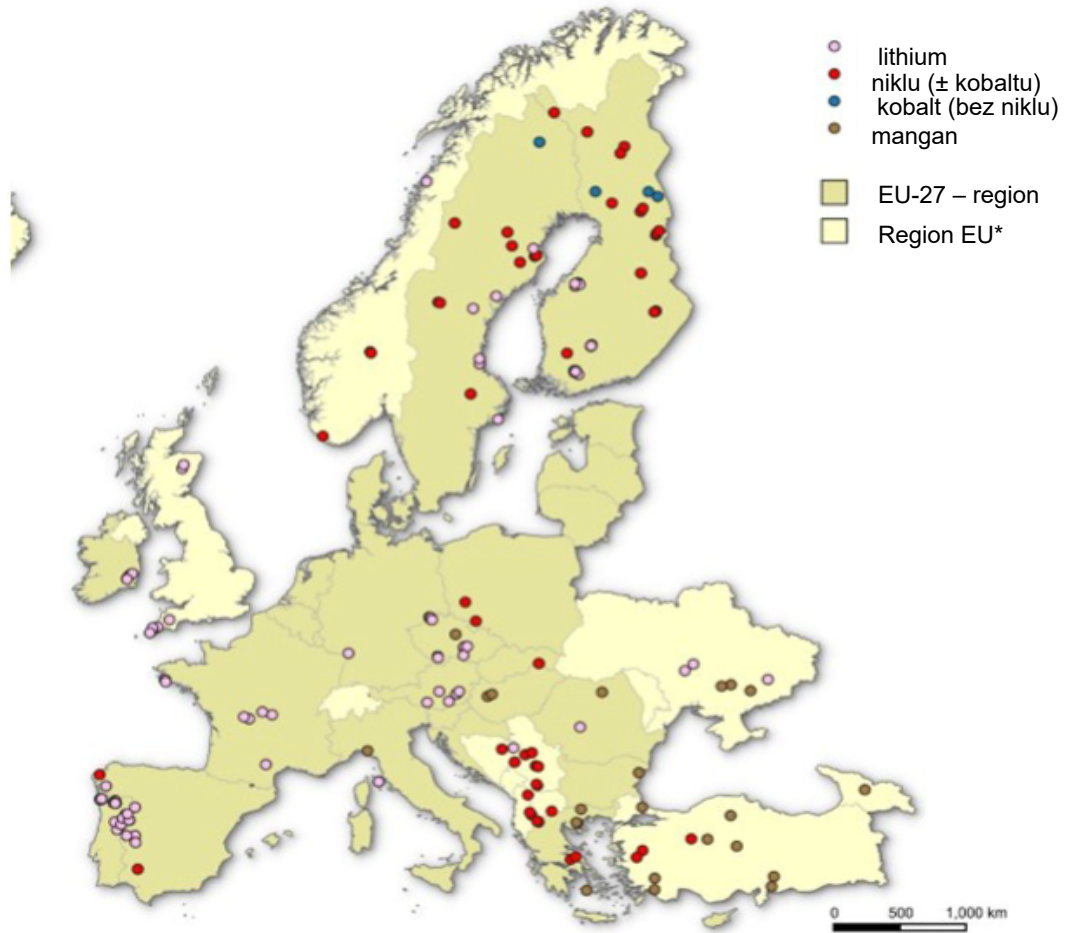 lithium
niklu (± kobaltu)
kobalt (bez niklu)
mangan
EU-27 – region
Region EU*
0 500 1,000 km